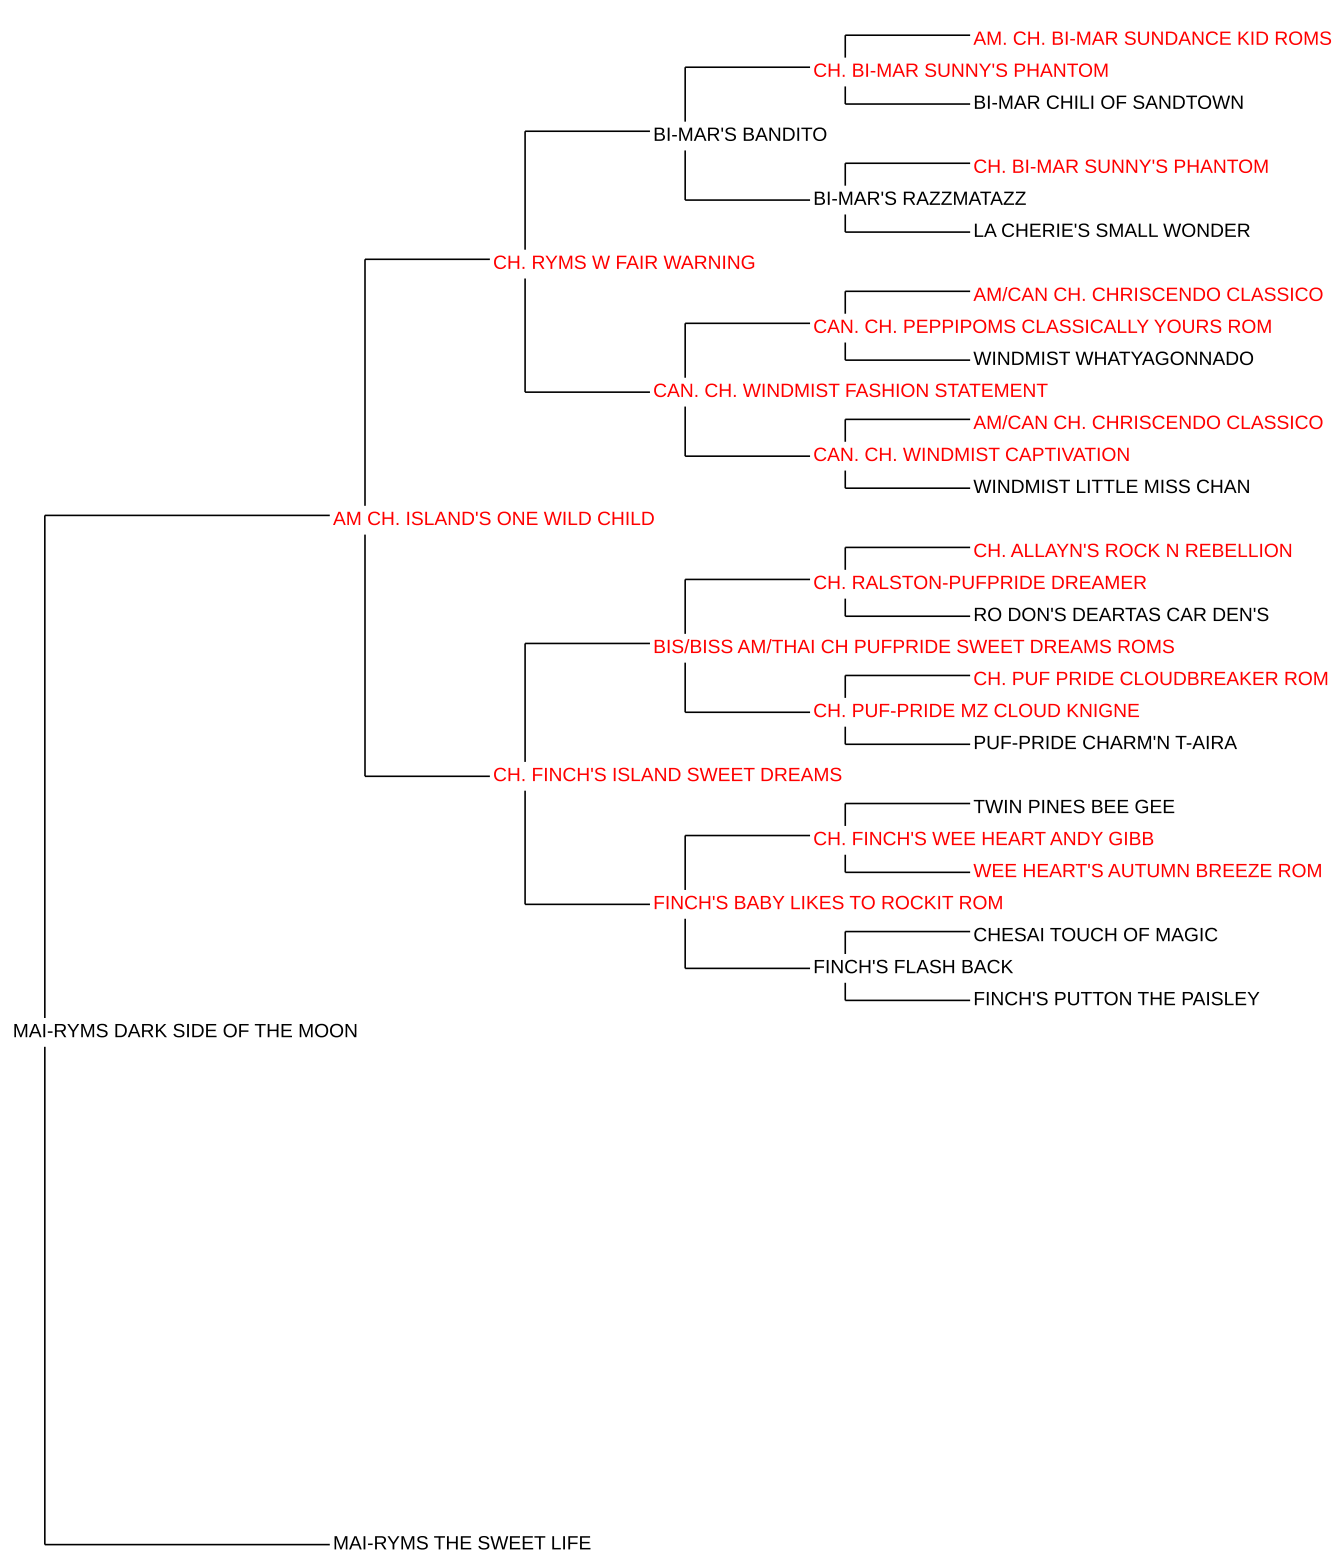 AM. CH. BI-MAR SUNDANCE KID ROMS
CH. BI-MAR SUNNY'S PHANTOM
BI-MAR CHILI OF SANDTOWN
BI-MAR'S BANDITO
CH. BI-MAR SUNNY'S PHANTOM
BI-MAR'S RAZZMATAZZ
LA CHERIE'S SMALL WONDER
CH. RYMS W FAIR WARNING
AM/CAN CH. CHRISCENDO CLASSICO
CAN. CH. PEPPIPOMS CLASSICALLY YOURS ROM
WINDMIST WHATYAGONNADO
CAN. CH. WINDMIST FASHION STATEMENT
AM/CAN CH. CHRISCENDO CLASSICO
CAN. CH. WINDMIST CAPTIVATION
WINDMIST LITTLE MISS CHAN
AM CH. ISLAND'S ONE WILD CHILD
CH. ALLAYN'S ROCK N REBELLION
CH. RALSTON-PUFPRIDE DREAMER
RO DON'S DEARTAS CAR DEN'S
BIS/BISS AM/THAI CH PUFPRIDE SWEET DREAMS ROMS
CH. PUF PRIDE CLOUDBREAKER ROM
CH. PUF-PRIDE MZ CLOUD KNIGNE
PUF-PRIDE CHARM'N T-AIRA
CH. FINCH'S ISLAND SWEET DREAMS
TWIN PINES BEE GEE
CH. FINCH'S WEE HEART ANDY GIBB
WEE HEART'S AUTUMN BREEZE ROM
FINCH'S BABY LIKES TO ROCKIT ROM
CHESAI TOUCH OF MAGIC
FINCH'S FLASH BACK
FINCH'S PUTTON THE PAISLEY
MAI-RYMS DARK SIDE OF THE MOON
MAI-RYMS THE SWEET LIFE